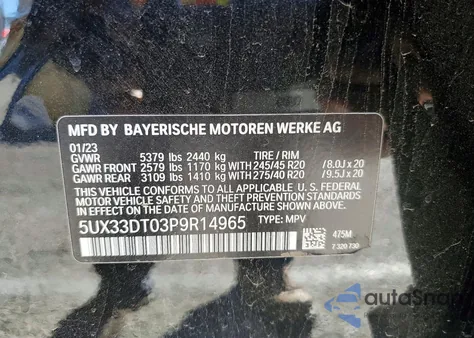 MFD BY BAYERISCHE MOTOREN WERKE AG
01/23
GVWR 5379 lbs 2440 kg TIRE / RIM
GAWR FRONT 2579 lbs 1170 kg WITH 245/45 R20 /8.0J x 20
GAWR REAR 3109 lbs 1410 kg WITH 275/40 R20 /9.5J x 20
THIS VEHICLE CONFORMS TO ALL APPLICABLE U. S. FEDERAL
MOTOR VEHICLE SAFETY STANDARDS IN EFFECT ON THE DATE OF
MANUFACTURE SHOWN ABOVE.
5UX33DT03P9R14965 TYPE: MPV
475M
7 320 730
autoSnap